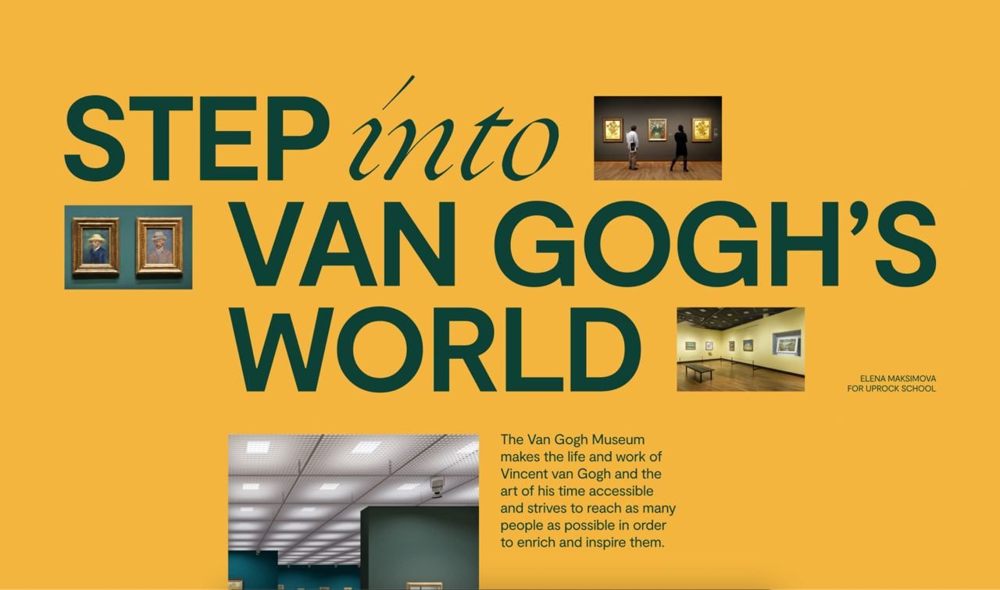 STEP into
VAN GOGH’S
WORLD
ELENA MAKSIMOVA
FOR UPROCK SCHOOL
The Van Gogh Museum
makes the life and work of
Vincent van Gogh and the
art of his time accessible
and strives to reach as many
people as possible in order
to enrich and inspire them.